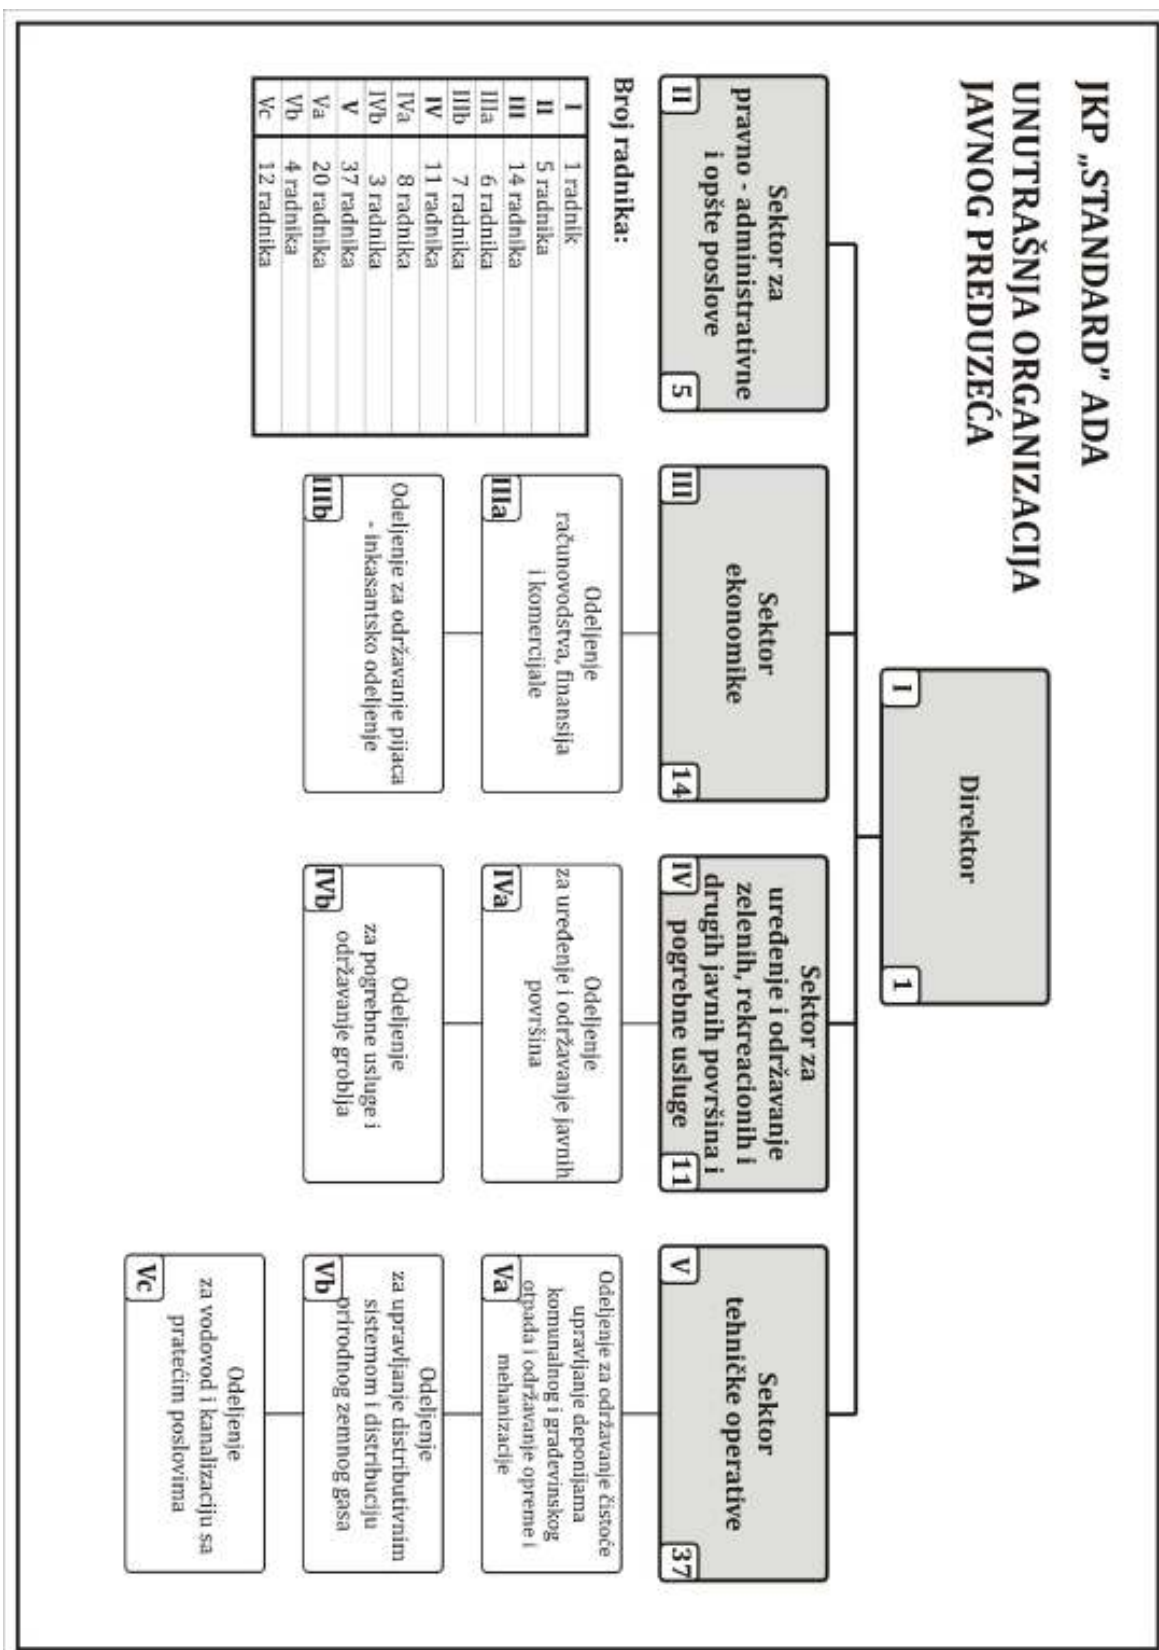 JKP „STANDARD" ADA
UNUTRAŠNJA ORGANIZACIJA
JAVNOG PREDUZEĆA
Direktor
I
1
Sektor za
pravno - administrativne
i opšte poslove
II
5
Sektor
ekonomike
III
14
Sektor za
uređenje i održavanje
zelenih, rekreacionih i
drugih javnih površina i
pogrebne usluge
IV
11
Sektor
tehničke operative
V
37
Odeljenje
računovodstva, finansija
i komercijale
IIIa
Odeljenje za održavanje pijaca
- inkasantsko odeljenje
IIIb
Odeljenje
za uređenje i održavanje javnih
površina
IVa
Odeljenje
za pogrebne usluge i
održavanje groblja
IVb
Odeljenje za održavanje čistoće
upravljanje deponijama
komunalnog i građevinskog
otpada i održavanje opreme i
mehanizacije
Va
Odeljenje
za upravljanje distributivnim
sistemom i distribuciju
prirodnog zemnog gasa
Vb
Odeljenje
za vodovod i kanalizaciju sa
pratećim poslovima
Vc
Broj radnika:
I 1 radnik
II 5 radnika
III 14 radnika
IIIa 6 radnika
IIIb 7 radnika
IV 11 radnika
IVa 8 radnika
IVb 3 radnika
V 37 radnika
Va 20 radnika
Vb 4 radnika
Vc 12 radnika